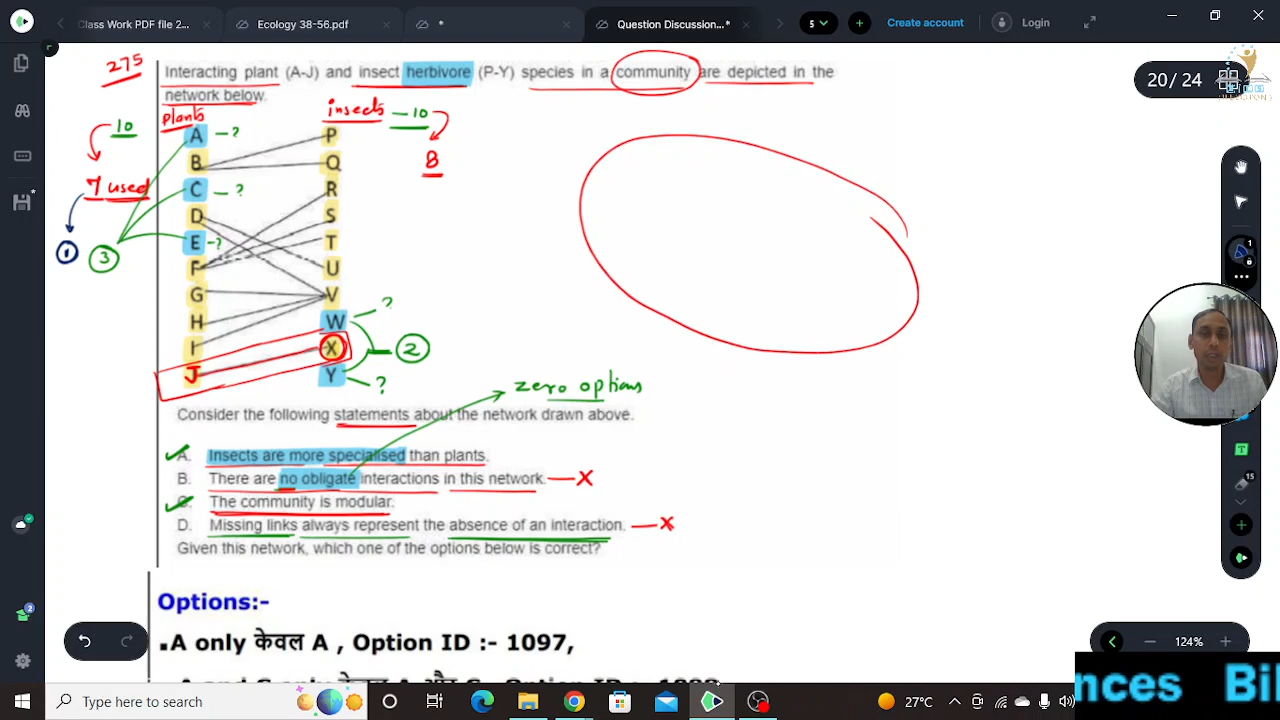 Class Work PDF file 2...
Ecology 38-56.pdf
*
Question Discussion...*
5
Create account
Login
275
Interacting plant (A-J) and insect herbivore (P-Y) species in a community are depicted in the
network below.
20 / 24
plants
insects - 10
10
8
7 used
1
3
A - ?
B
C - ?
D
E - ?
F
G
H
I
J
P
Q
R
S
T
U
V
W ?
X
Y ?
2
zero options
Consider the following statements about the network drawn above.
A. Insects are more specialised than plants.
B. There are no obligate interactions in this network. — X
C. The community is modular.
D. Missing links always represent the absence of an interaction. — X
Given this network, which one of the options below is correct?
Options:-
▪A only केवल A , Option ID :- 1097,
1
15
2
124%
nces Bi
Type here to search
27°C